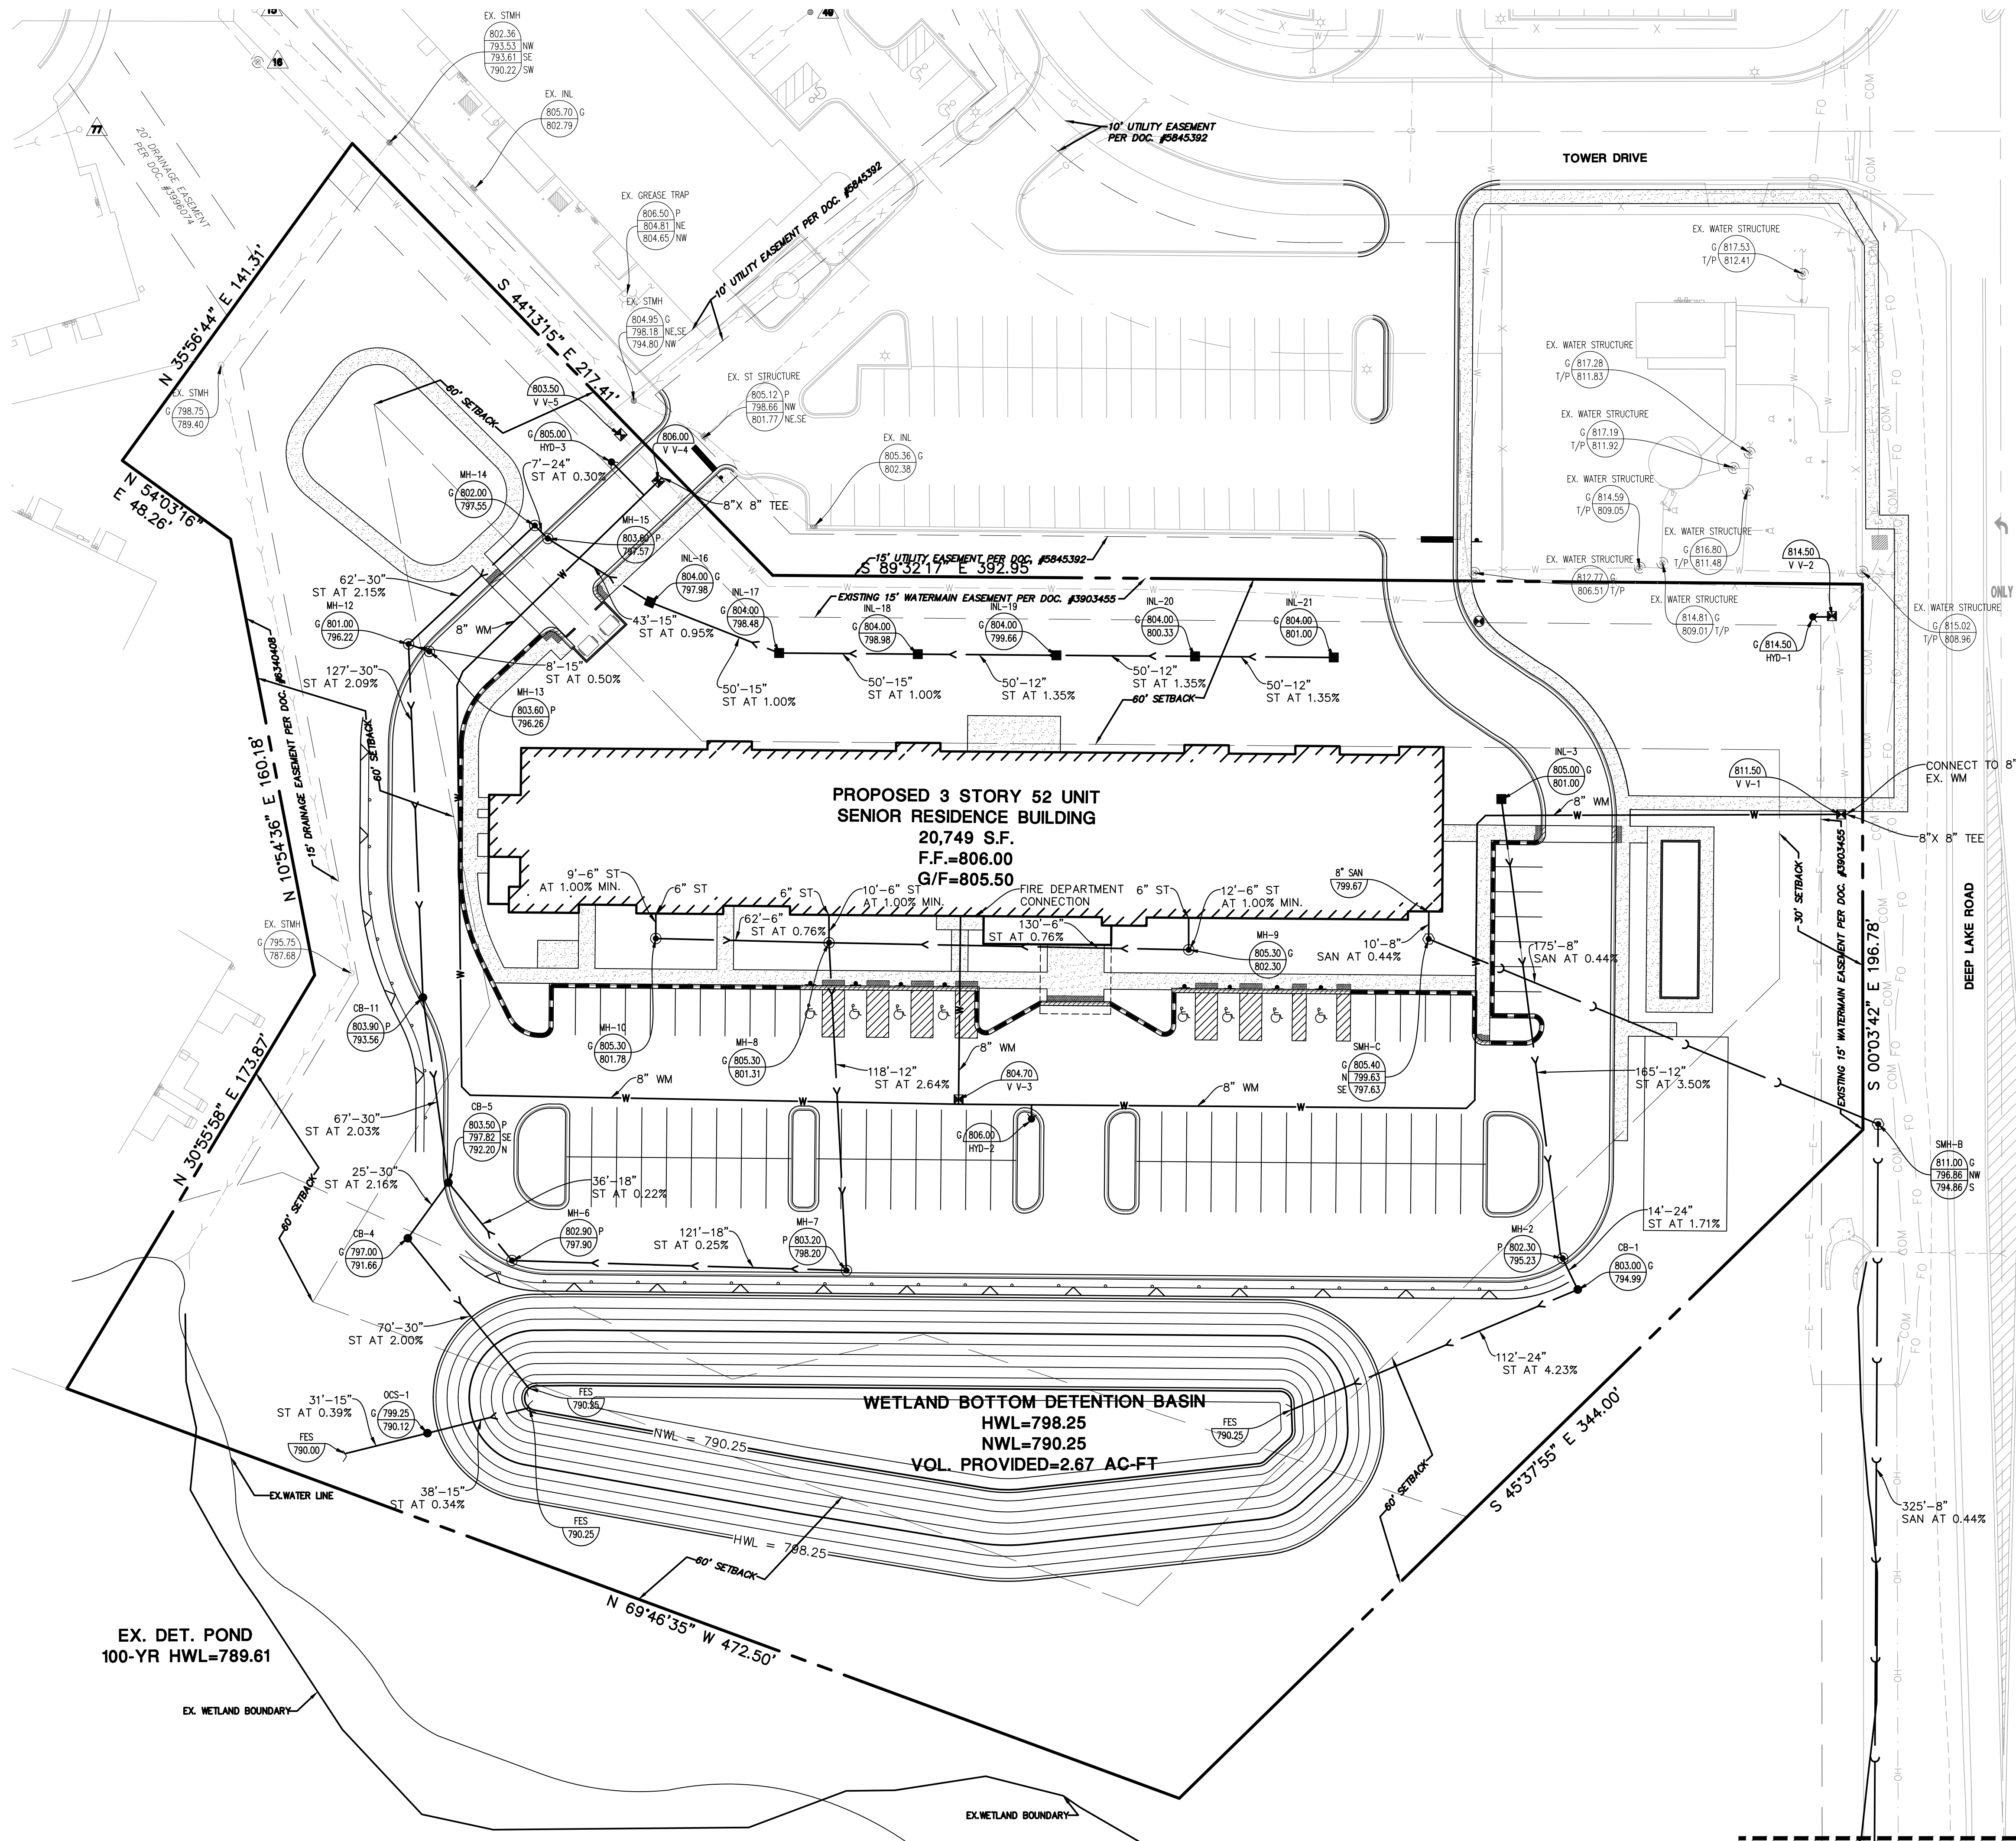 15
49
EX. STMH
802.36
793.53 NW
793.61 SE
790.22 SW
16
77
EX. INL
805.70 G
802.79
20' DRAINAGE EASEMENT
PER DOC. #3996074
10' UTILITY EASEMENT
PER DOC. #5845392
TOWER DRIVE
EX. GREASE TRAP
806.50 P
804.81 NE
804.65 NW
10' UTILITY EASEMENT PER DOC. #5845392
N 35°56'44" E 141.31'
S 44°13'15" E 217.41'
EX. STMH
804.95 G
798.18 NE,SE
794.80 NW
EX. WATER STRUCTURE
G 817.53
T/P 812.41
EX. WATER STRUCTURE
G 817.28
T/P 811.83
EX. WATER STRUCTURE
G 817.19
T/P 811.92
EX. WATER STRUCTURE
G 814.59
T/P 809.05
EX. WATER STRUCTURE
G 816.80
T/P 811.48
EX. WATER STRUCTURE
812.77 G
806.51 T/P
EX. WATER STRUCTURE
814.81 G
809.01 T/P
EX. WATER STRUCTURE
G 815.02
T/P 808.96
ONLY
EX. STMH
G 798.75
789.40
60' SETBACK
803.50
V V-5
EX. ST STRUCTURE
805.12 P
798.66 NW
801.77 NE.SE
G 805.00
HYD-3
806.00
V V-4
EX. INL
805.36 G
802.38
MH-14
G 802.00
797.55
7'-24"
ST AT 0.30%
8"X 8" TEE
MH-15
803.60 P
797.57
N 54°03'16"
E 48.26'
15' UTILITY EASEMENT PER DOC. #5845392
S 89°32'17" E 392.95'
EXISTING 15' WATERMAIN EASEMENT PER DOC. #3903455
814.50
V V-2
G 814.50
HYD-1
INL-16
804.00 G
797.98
INL-17
G 804.00
798.48
INL-18
G 804.00
798.98
INL-19
G 804.00
799.66
INL-20
G 804.00
800.33
INL-21
G 804.00
801.00
62'-30"
ST AT 2.15%
MH-12
G 801.00
796.22
8" WM
43'-15"
ST AT 0.95%
8'-15"
ST AT 0.50%
127'-30"
ST AT 2.09%
MH-13
803.60 P
796.26
50'-15"
ST AT 1.00%
50'-15"
ST AT 1.00%
50'-12"
ST AT 1.35%
50'-12"
ST AT 1.35%
50'-12"
ST AT 1.35%
60' SETBACK
60' SETBACK
15' DRAINAGE EASEMENT PER DOC. #6340408
N 10°54'36" E 160.18'
PROPOSED 3 STORY 52 UNIT
SENIOR RESIDENCE BUILDING
20,749 S.F.
F.F.=806.00
G/F=805.50
INL-3
805.00 G
801.00
8" WM
811.50
V V-1
CONNECT TO 8"
EX. WM
8"X 8" TEE
30' SETBACK
EXISTING 15' WATERMAIN EASEMENT PER DOC. #3903455
S 00°03'42" E 196.78'
DEEP LAKE ROAD
9'-6" ST
AT 1.00% MIN.
6" ST
62'-6"
ST AT 0.76%
6" ST
10'-6" ST
AT 1.00% MIN.
FIRE DEPARTMENT
CONNECTION
130'-6"
ST AT 0.76%
6" ST
12'-6" ST
AT 1.00% MIN.
8" SAN
799.67
MH-9
805.30 G
802.30
10'-8"
SAN AT 0.44%
175'-8"
SAN AT 0.44%
EX. STMH
G 795.75
787.68
CB-11
803.90 P
793.56
MH-10
G 805.30
801.78
MH-8
G 805.30
801.31
118'-12"
ST AT 2.64%
8" WM
8" WM
804.70
V V-3
8" WM
SMH-C
G 805.40
N 799.63
SE 797.63
165'-12"
ST AT 3.50%
N 30°55'58" E 173.87'
67'-30"
ST AT 2.03%
CB-5
803.50 P
797.82 SE
792.20 N
G 806.00
HYD-2
SMH-B
811.00 G
796.86 NW
794.86 S
25'-30"
ST AT 2.16%
36'-18"
ST AT 0.22%
60' SETBACK
CB-4
G 797.00
791.66
MH-6
802.90 P
797.90
121'-18"
ST AT 0.25%
MH-7
P 803.20
798.20
MH-2
P 802.30
795.23
14'-24"
ST AT 1.71%
CB-1
803.00 G
794.99
70'-30"
ST AT 2.00%
112'-24"
ST AT 4.23%
31'-15"
ST AT 0.39%
OCS-1
G 799.25
790.12
FES
790.00
FES
790.25
WETLAND BOTTOM DETENTION BASIN
HWL=798.25
NWL=790.25
VOL. PROVIDED=2.67 AC-FT
FES
790.25
NWL = 790.25
HWL = 798.25
38'-15"
ST AT 0.34%
FES
790.25
EX.WATER LINE
60' SETBACK
60' SETBACK
S 45°37'55" E 344.00'
325'-8"
SAN AT 0.44%
N 69°46'35" W 472.50'
EX. DET. POND
100-YR HWL=789.61
EX. WETLAND BOUNDARY
EX.WETLAND BOUNDARY